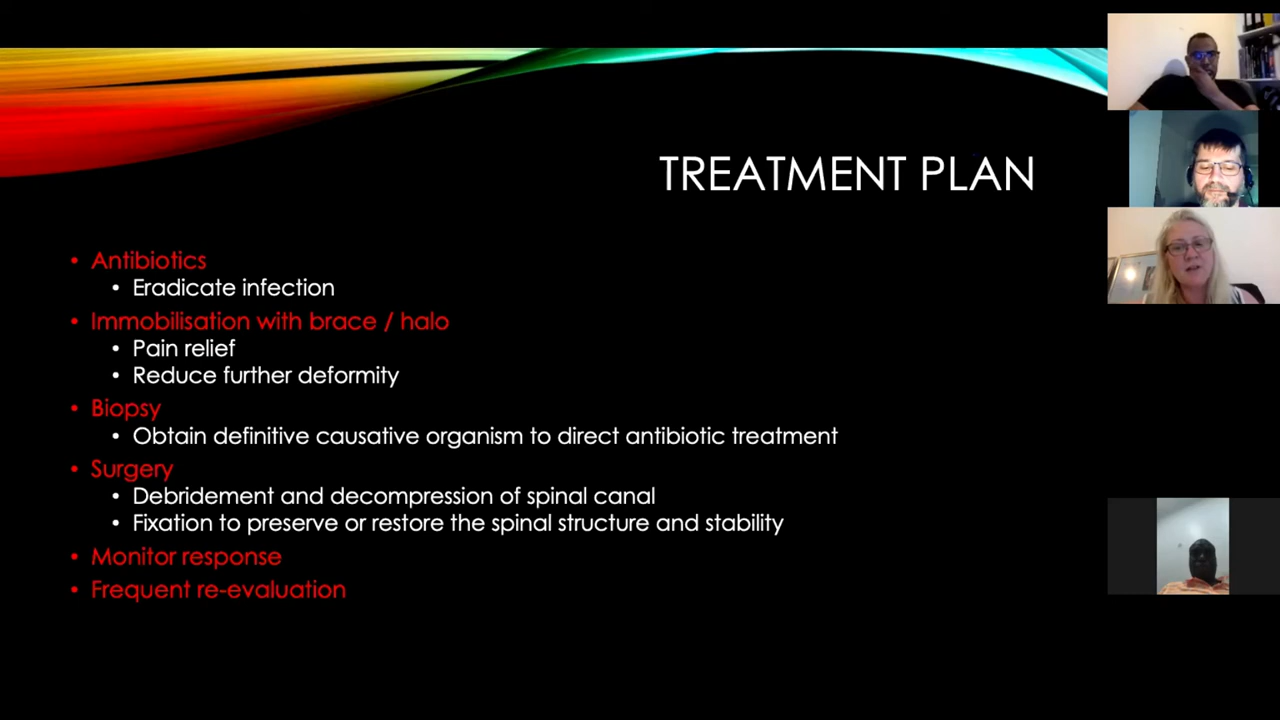 TREATMENT PLAN
• Antibiotics
• Eradicate infection
• Immobilisation with brace / halo
• Pain relief
• Reduce further deformity
• Biopsy
• Obtain definitive causative organism to direct antibiotic treatment
• Surgery
• Debridement and decompression of spinal canal
• Fixation to preserve or restore the spinal structure and stability
• Monitor response
• Frequent re-evaluation